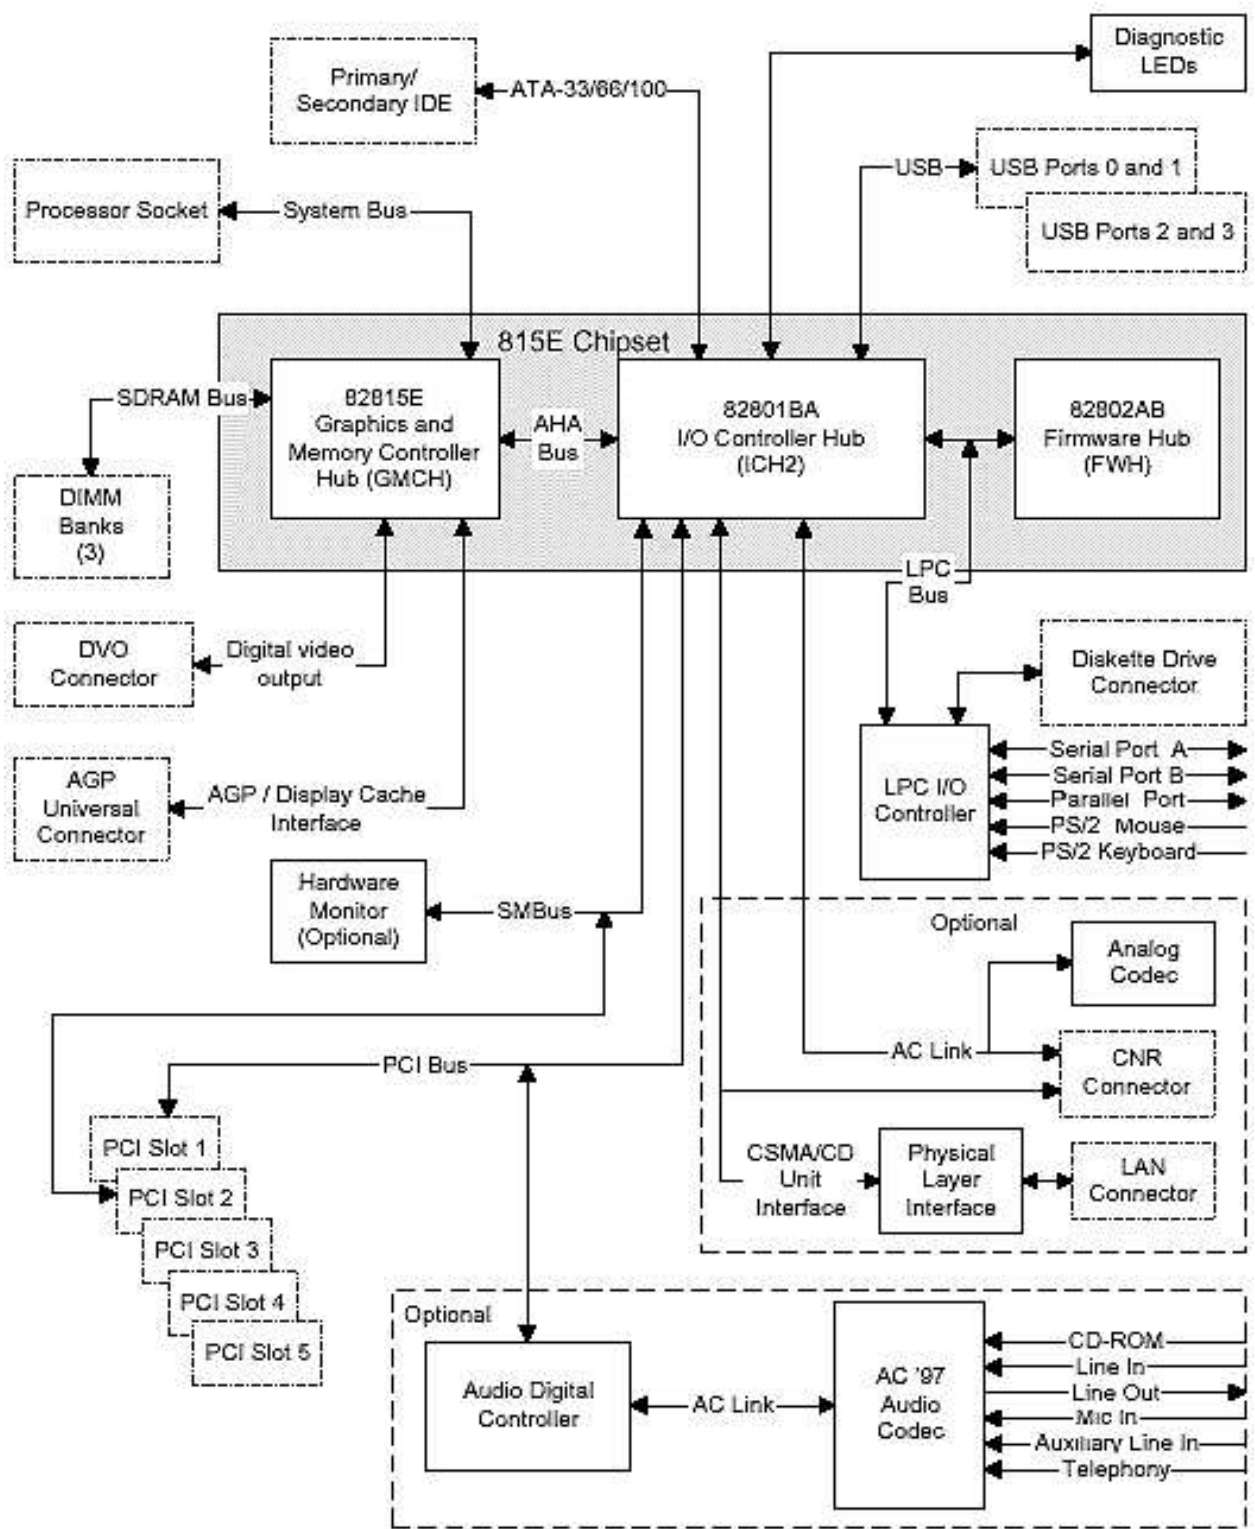 Diagnostic
LEDs
Primary/
Secondary IDE
ATA-33/66/100
USB
USB Ports 0 and 1
USB Ports 2 and 3
Processor Socket
System Bus
815E Chipset
SDRAM Bus
82815E
Graphics and
Memory Controller
Hub (GMCH)
AHA
Bus
82801BA
I/O Controller Hub
(ICH2)
82802AB
Firmware Hub
(FWH)
DIMM
Banks
(3)
LPC
Bus
DVO
Connector
Digital video
output
Diskette Drive
Connector
AGP
Universal
Connector
AGP / Display Cache
Interface
LPC I/O
Controller
Serial Port A
Serial Port B
Parallel Port
PS/2 Mouse
PS/2 Keyboard
Hardware
Monitor
(Optional)
SMBus
Optional
Analog
Codec
AC Link
CNR
Connector
PCI Bus
PCI Slot 1
PCI Slot 2
PCI Slot 3
PCI Slot 4
PCI Slot 5
CSMA/CD
Unit
Interface
Physical
Layer
Interface
LAN
Connector
Optional
Audio Digital
Controller
AC Link
AC '97
Audio
Codec
CD-ROM
Line In
Line Out
Mic In
Auxiliary Line In
Telephony